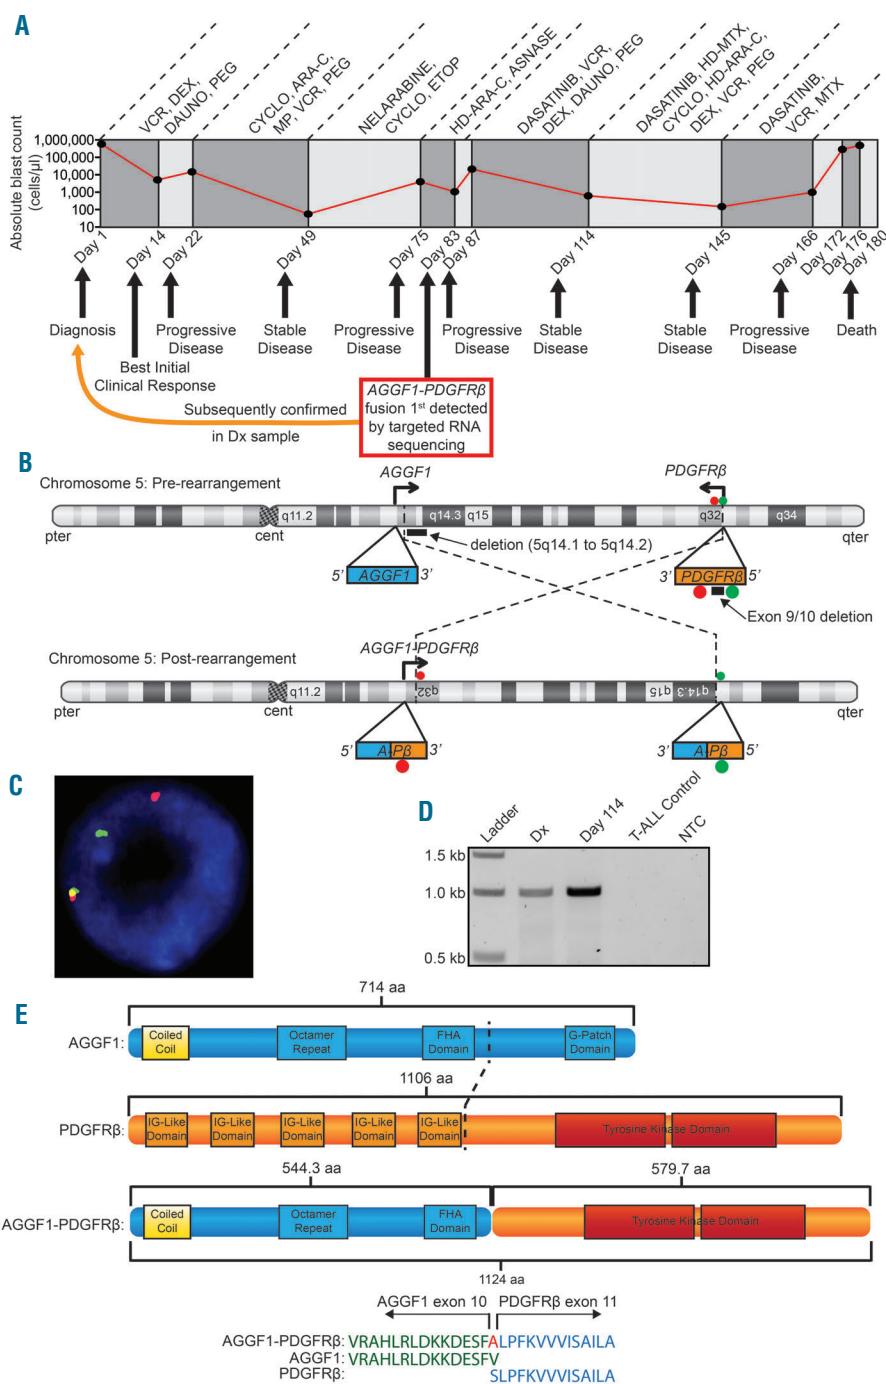 A
VCR, DEX,
DAUNO, PEG
CYCLO, ARA-C,
MP, VCR, PEG
NELARABINE,
CYCLO, ETOP
HD-ARA-C, ASNASE
DASATINIB, VCR,
DEX, DAUNO, PEG
DASATINIB, HD-MTX,
CYCLO, HD-ARA-C,
DEX, VCR, PEG
DASATINIB,
VCR, MTX
Absolute blast count
(cells/µl)
1,000,000
100,000
10,000
1,000
100
10
Day 1
Day 14
Day 22
Day 49
Day 75
Day 83
Day 87
Day 114
Day 145
Day 166
Day 172
Day 176
Day 180
Diagnosis
Best Initial
Clinical Response
Progressive
Disease
Stable
Disease
Progressive
Disease
Progressive
Disease
Stable
Disease
Stable
Disease
Progressive
Disease
Death
AGGF1-PDGFRβ
fusion 1st detected
by targeted RNA
sequencing
Subsequently confirmed
in Dx sample
B
Chromosome 5: Pre-rearrangement
AGGF1
PDGFRβ
q11.2
q14.3
q15
q32
q34
pter
cent
qter
deletion (5q14.1 to 5q14.2)
5’ AGGF1 3’
3’ PDGFRβ 5’
Exon 9/10 deletion
Chromosome 5: Post-rearrangement
AGGF1-PDGFRβ
q11.2
q32
q15
q14.3
pter
cent
qter
5’ A-Pβ 3’
3’ A-Pβ 5’
C
D
Ladder
Dx
Day 114
T-ALL Control
NTC
1.5 kb
1.0 kb
0.5 kb
E
714 aa
AGGF1:
Coiled
Coil
Octamer
Repeat
FHA
Domain
G-Patch
Domain
1106 aa
PDGFRβ:
IG-Like
Domain
IG-Like
Domain
IG-Like
Domain
IG-Like
Domain
IG-Like
Domain
Tyrosine Kinase Domain
544.3 aa
579.7 aa
AGGF1-PDGFRβ:
Coiled
Coil
Octamer
Repeat
FHA
Domain
Tyrosine Kinase Domain
1124 aa
AGGF1 exon 10
PDGFRβ exon 11
AGGF1-PDGFRβ: VRAHLRLDKKDESFALPFKVVVISAILA
AGGF1: VRAHLRLDKKDESFV
PDGFRβ: SLPFKVVVISAILA